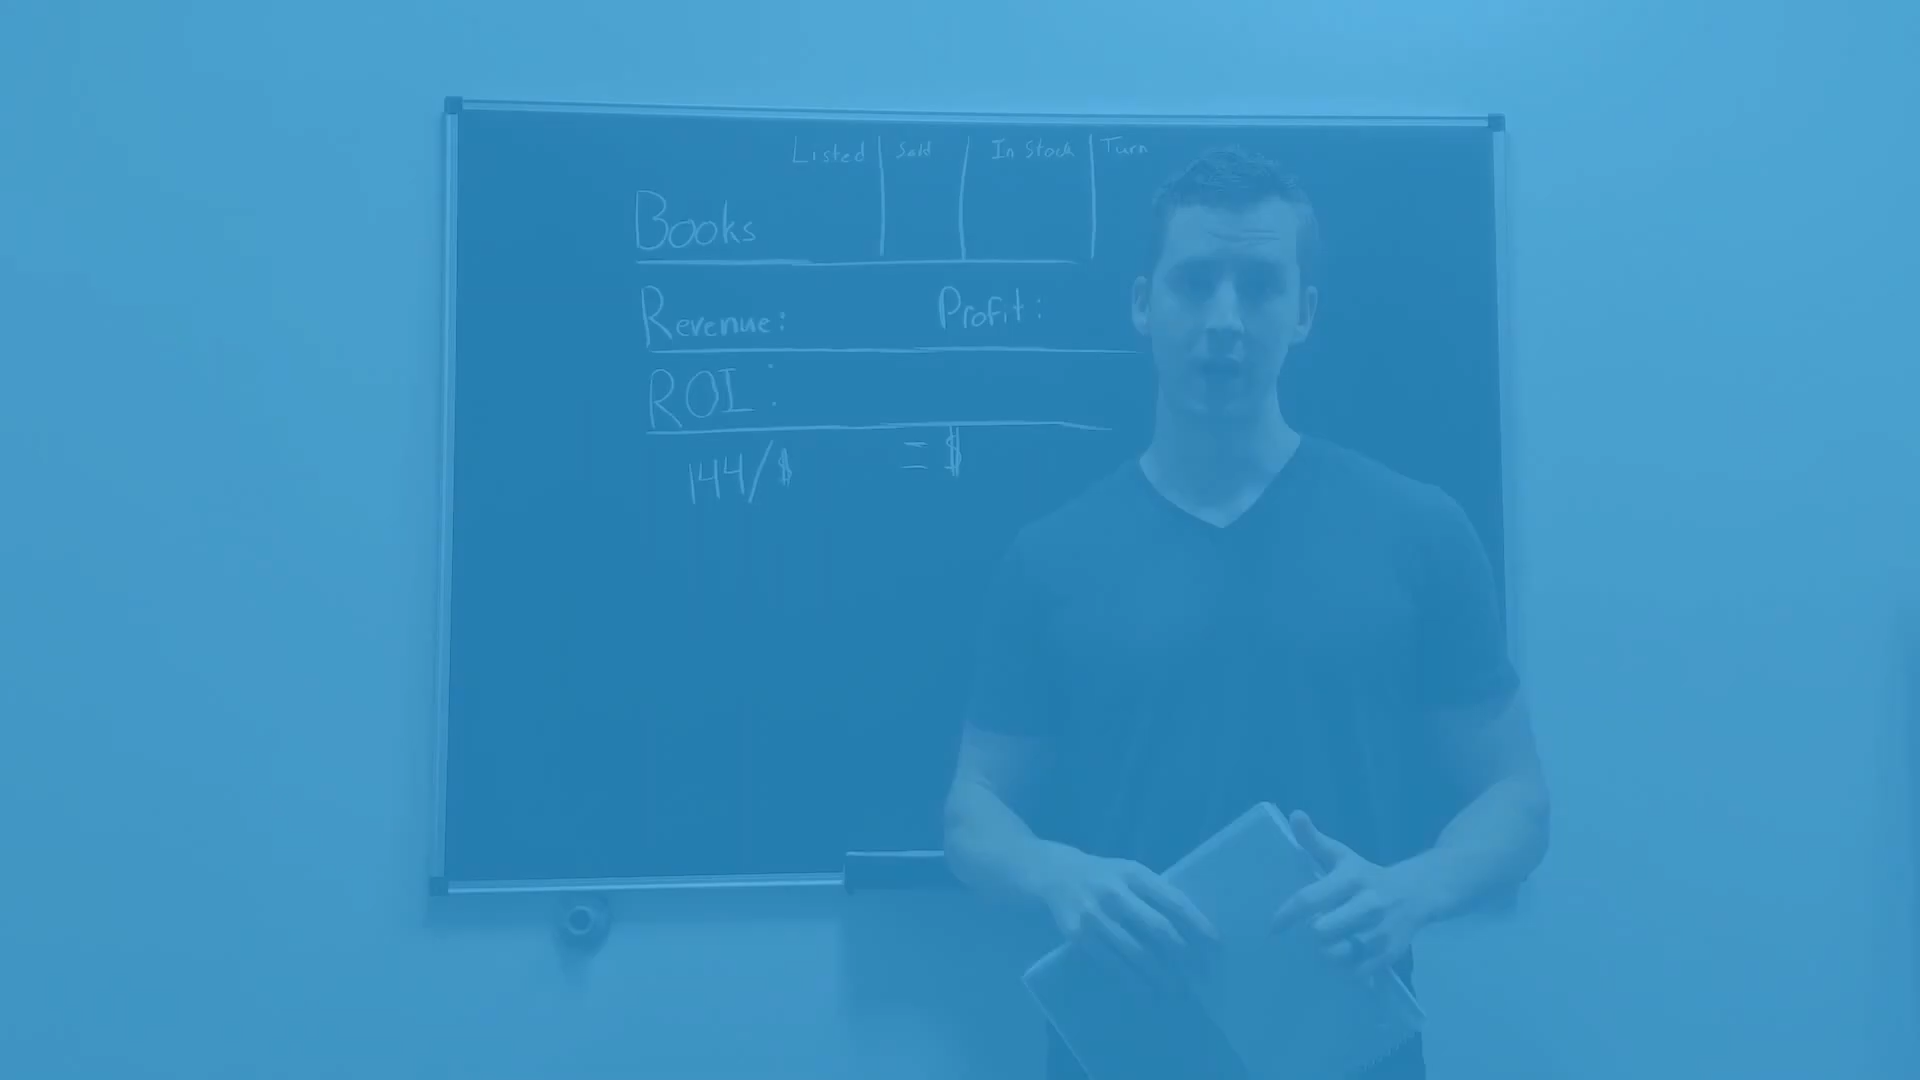 Listed Sold In Stock Turn
Books
Revenue: Profit:
ROI:
144/$ = $